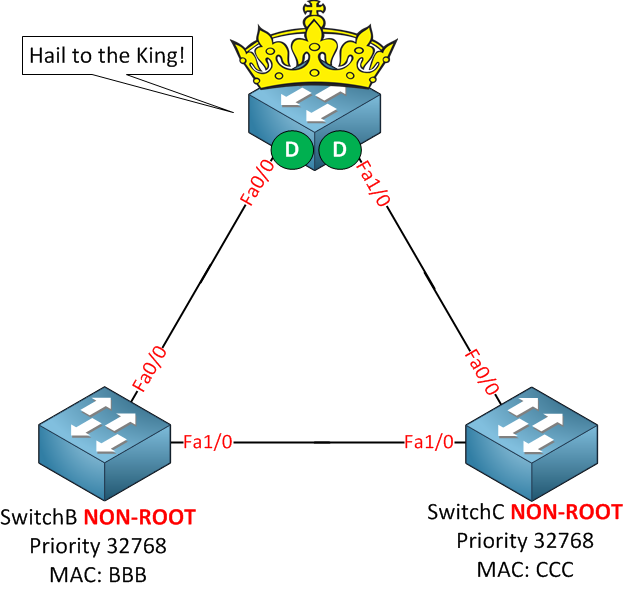 Hail to the King!
D D
Fa0/0
Fa1/0
Fa0/0
Fa0/0
Fa1/0
Fa1/0
SwitchB NON-ROOT
Priority 32768
MAC: BBB
SwitchC NON-ROOT
Priority 32768
MAC: CCC